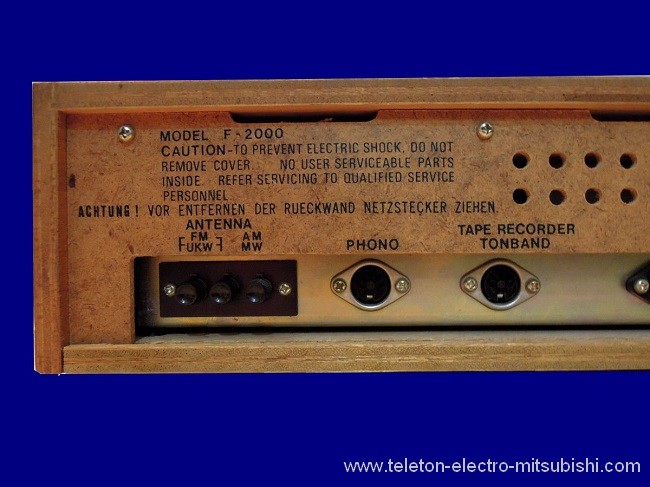 MODEL F-2000
CAUTION-TO PREVENT ELECTRIC SHOCK, DO NOT
REMOVE COVER. NO USER SERVICEABLE PARTS
INSIDE. REFER SERVICING TO QUALIFIED SERVICE
PERSONNEL
ACHTUNG! VOR ENTFERNEN DER RUECKWAND NETZSTECKER ZIEHEN.
ANTENNA
FM AM
UKW MW
PHONO
TAPE RECORDER
TONBAND
www.teleton-electro-mitsubishi.com